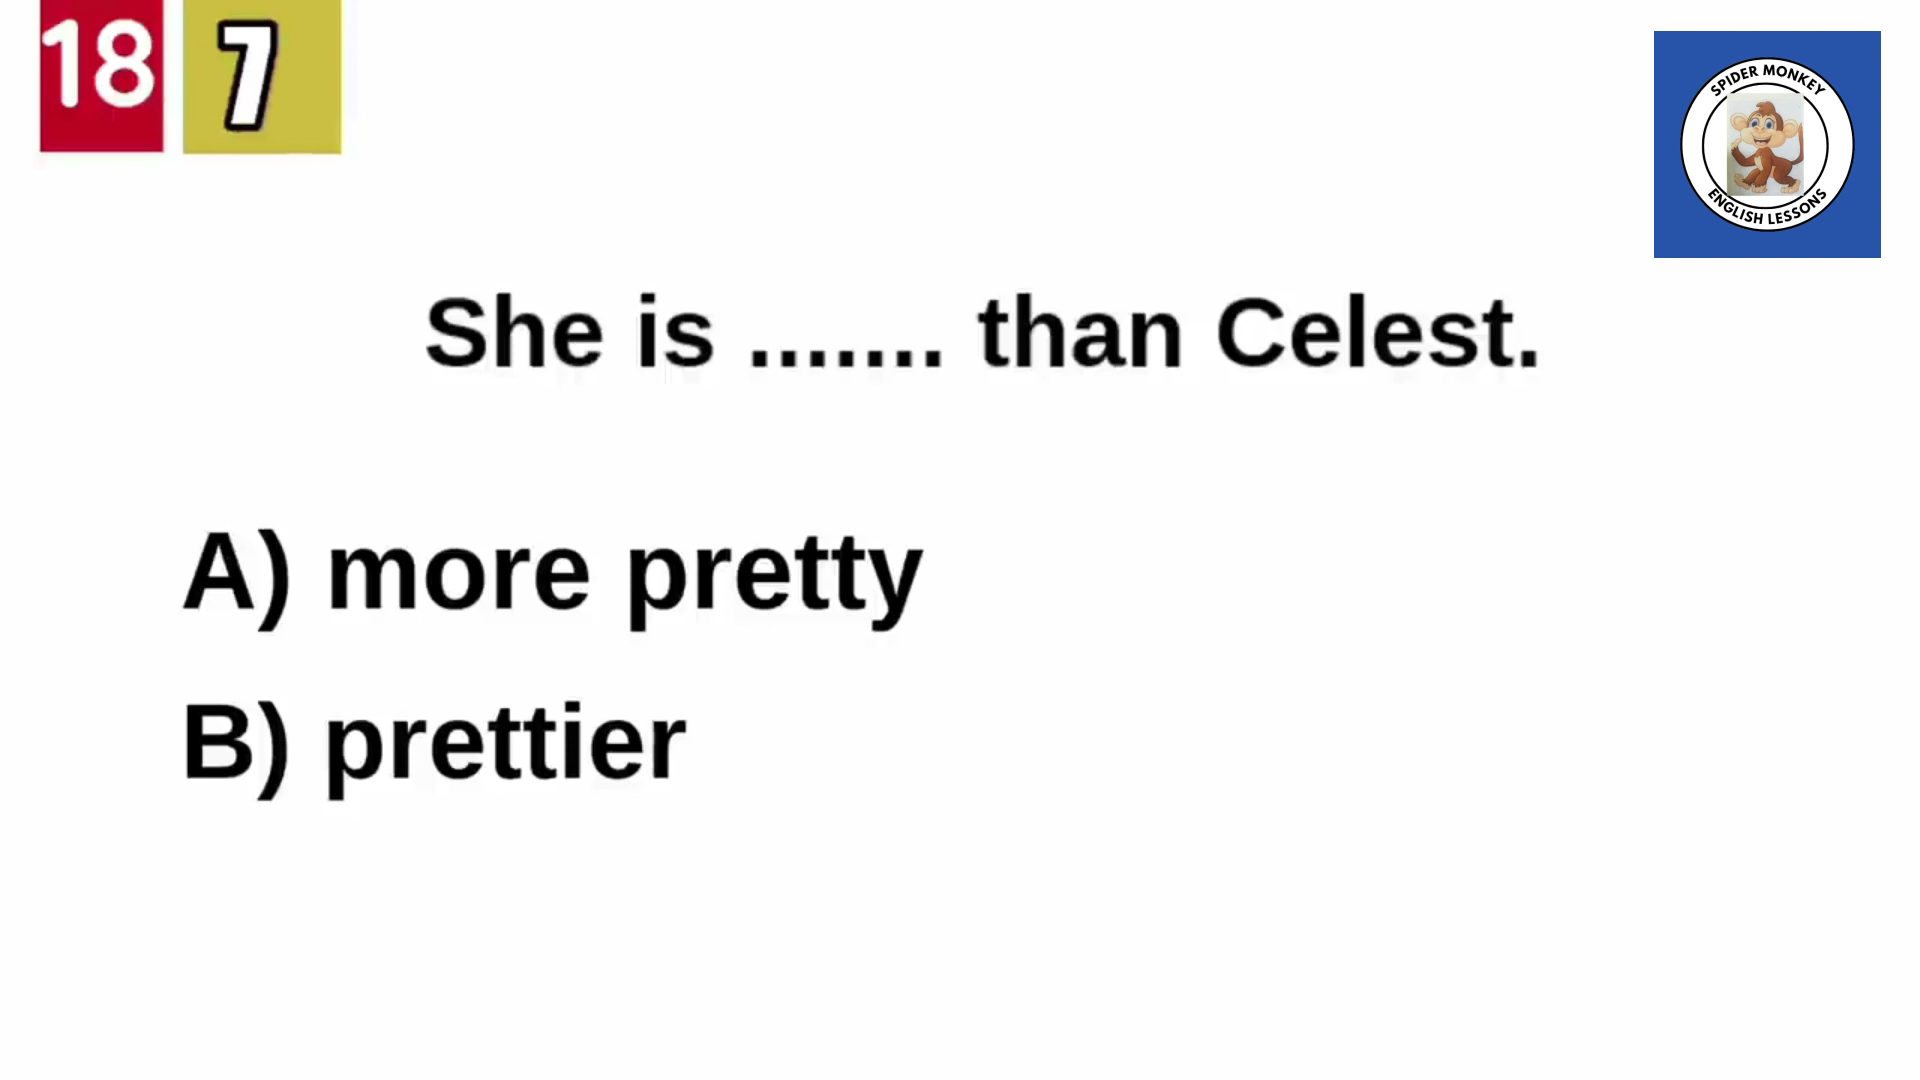 18 7
SPIDER MONKEY
ENGLISH LESSONS
She is ....... than Celest.
A) more pretty
B) prettier